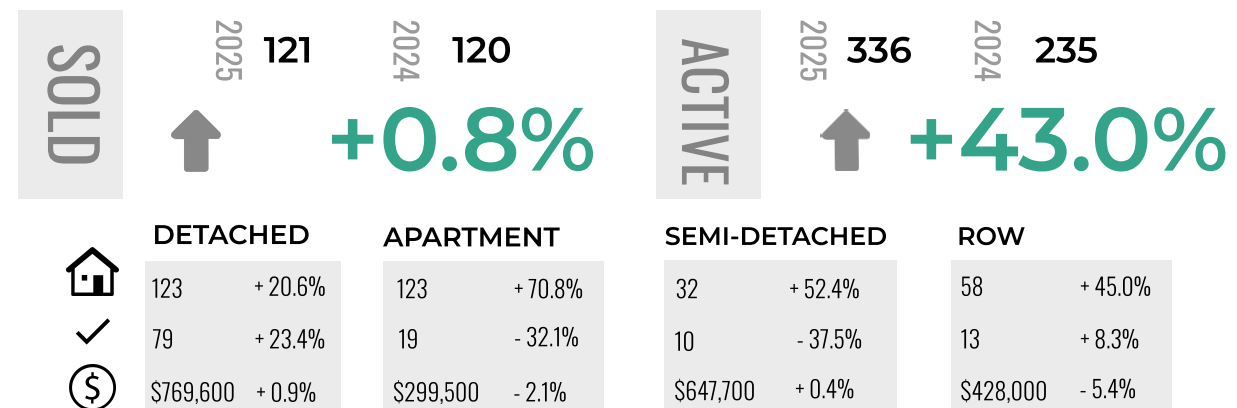 SOLD
2025 121 2024 120
+0.8%
ACTIVE
2025 336 2024 235
+43.0%
DETACHED APARTMENT SEMI-DETACHED ROW
123 + 20.6% 123 + 70.8% 32 + 52.4% 58 + 45.0%
79 + 23.4% 19 - 32.1% 10 - 37.5% 13 + 8.3%
$ $769,600 + 0.9% $299,500 - 2.1% $647,700 + 0.4% $428,000 - 5.4%